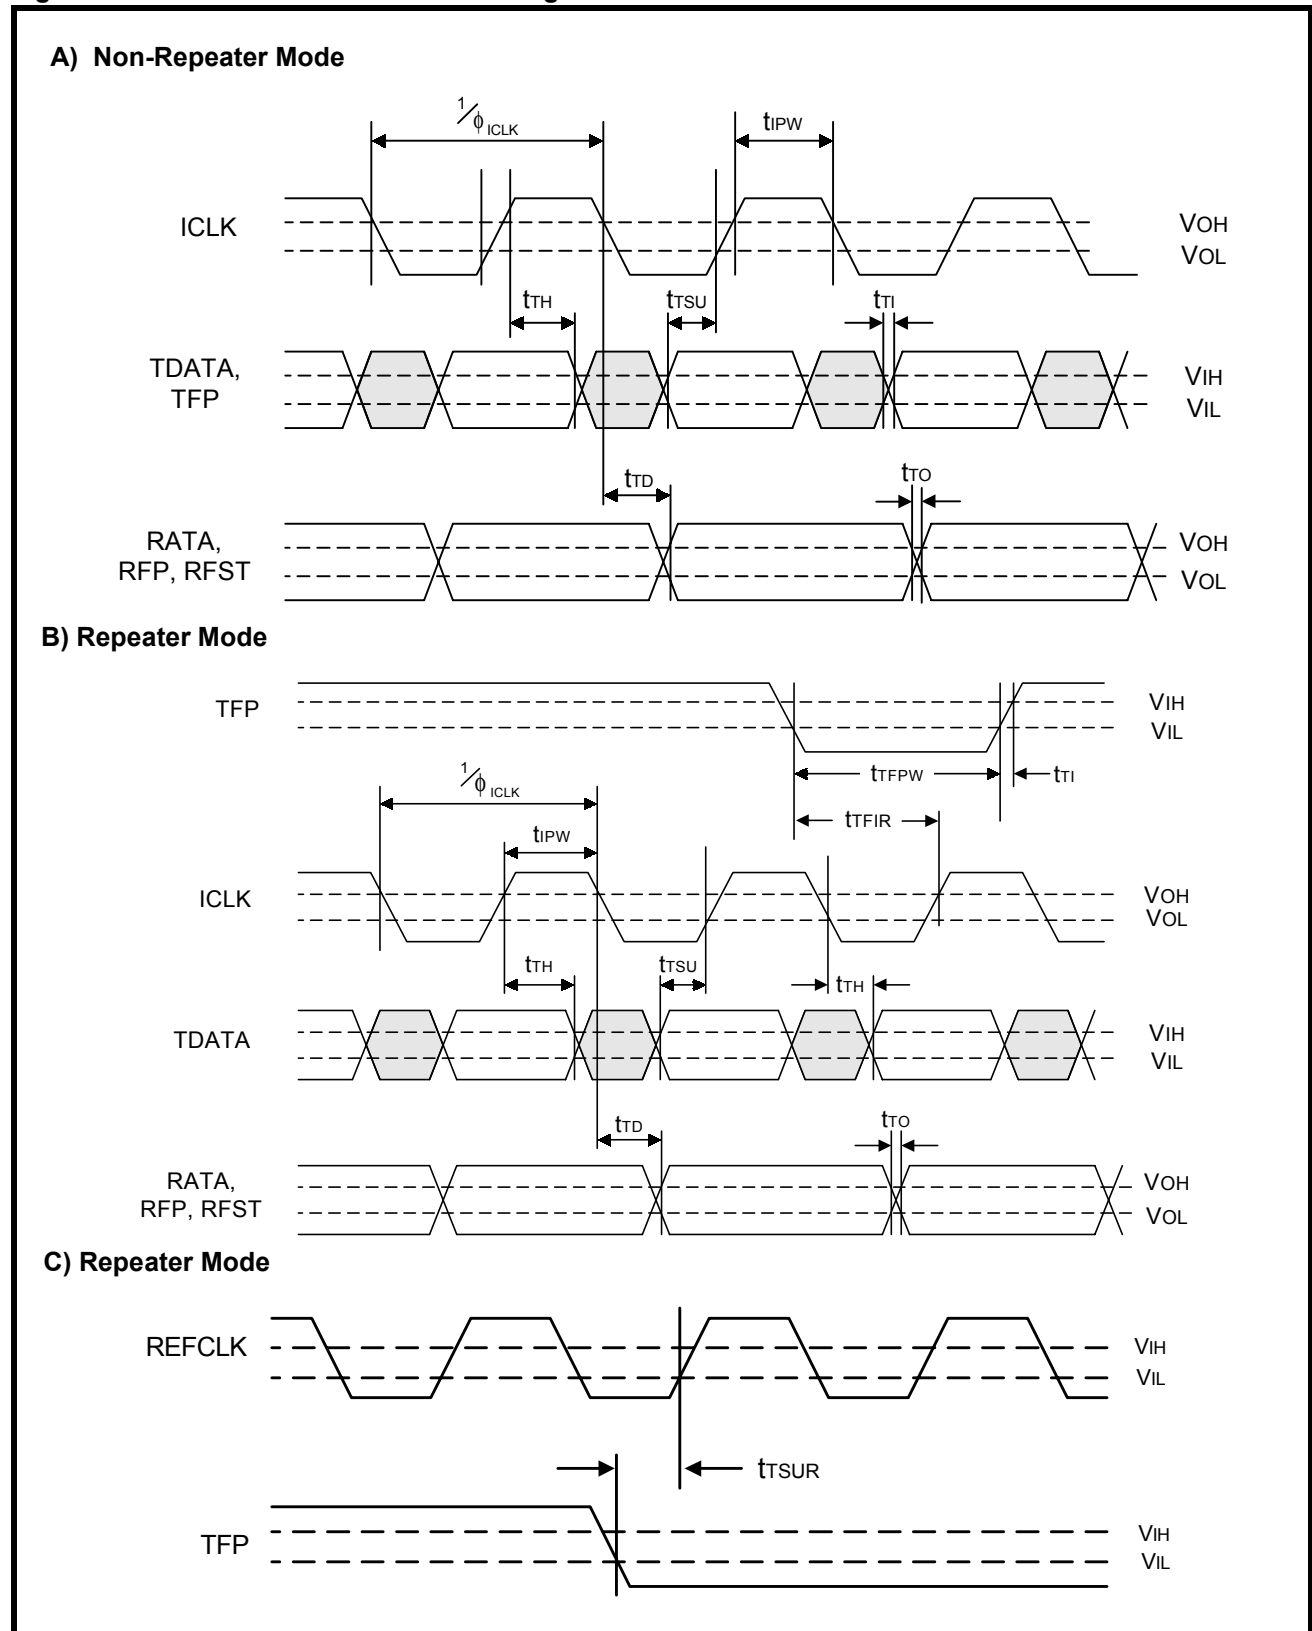 A) Non-Repeater Mode
1/ϕICLK
tIPW
ICLK
VOH
VOL
tTH
tTSU
tTI
TDATA,
TFP
VIH
VIL
tTD
tTO
RATA,
RFP, RFST
VOH
VOL
B) Repeater Mode
TFP
VIH
VIL
tTFPW
tTI
1/ϕICLK
tTFIR
tIPW
ICLK
VOH
VOL
tTH
tTSU
tTH
TDATA
VIH
VIL
tTD
tTO
RATA,
RFP, RFST
VOH
VOL
C) Repeater Mode
REFCLK
VIH
VIL
tTSUR
TFP
VIH
VIL